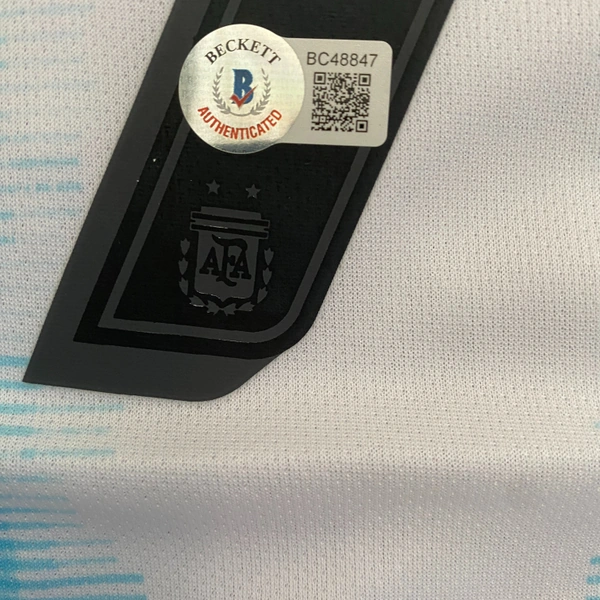 BECKETT
B
AUTHENTICATED
BC48847
AFA